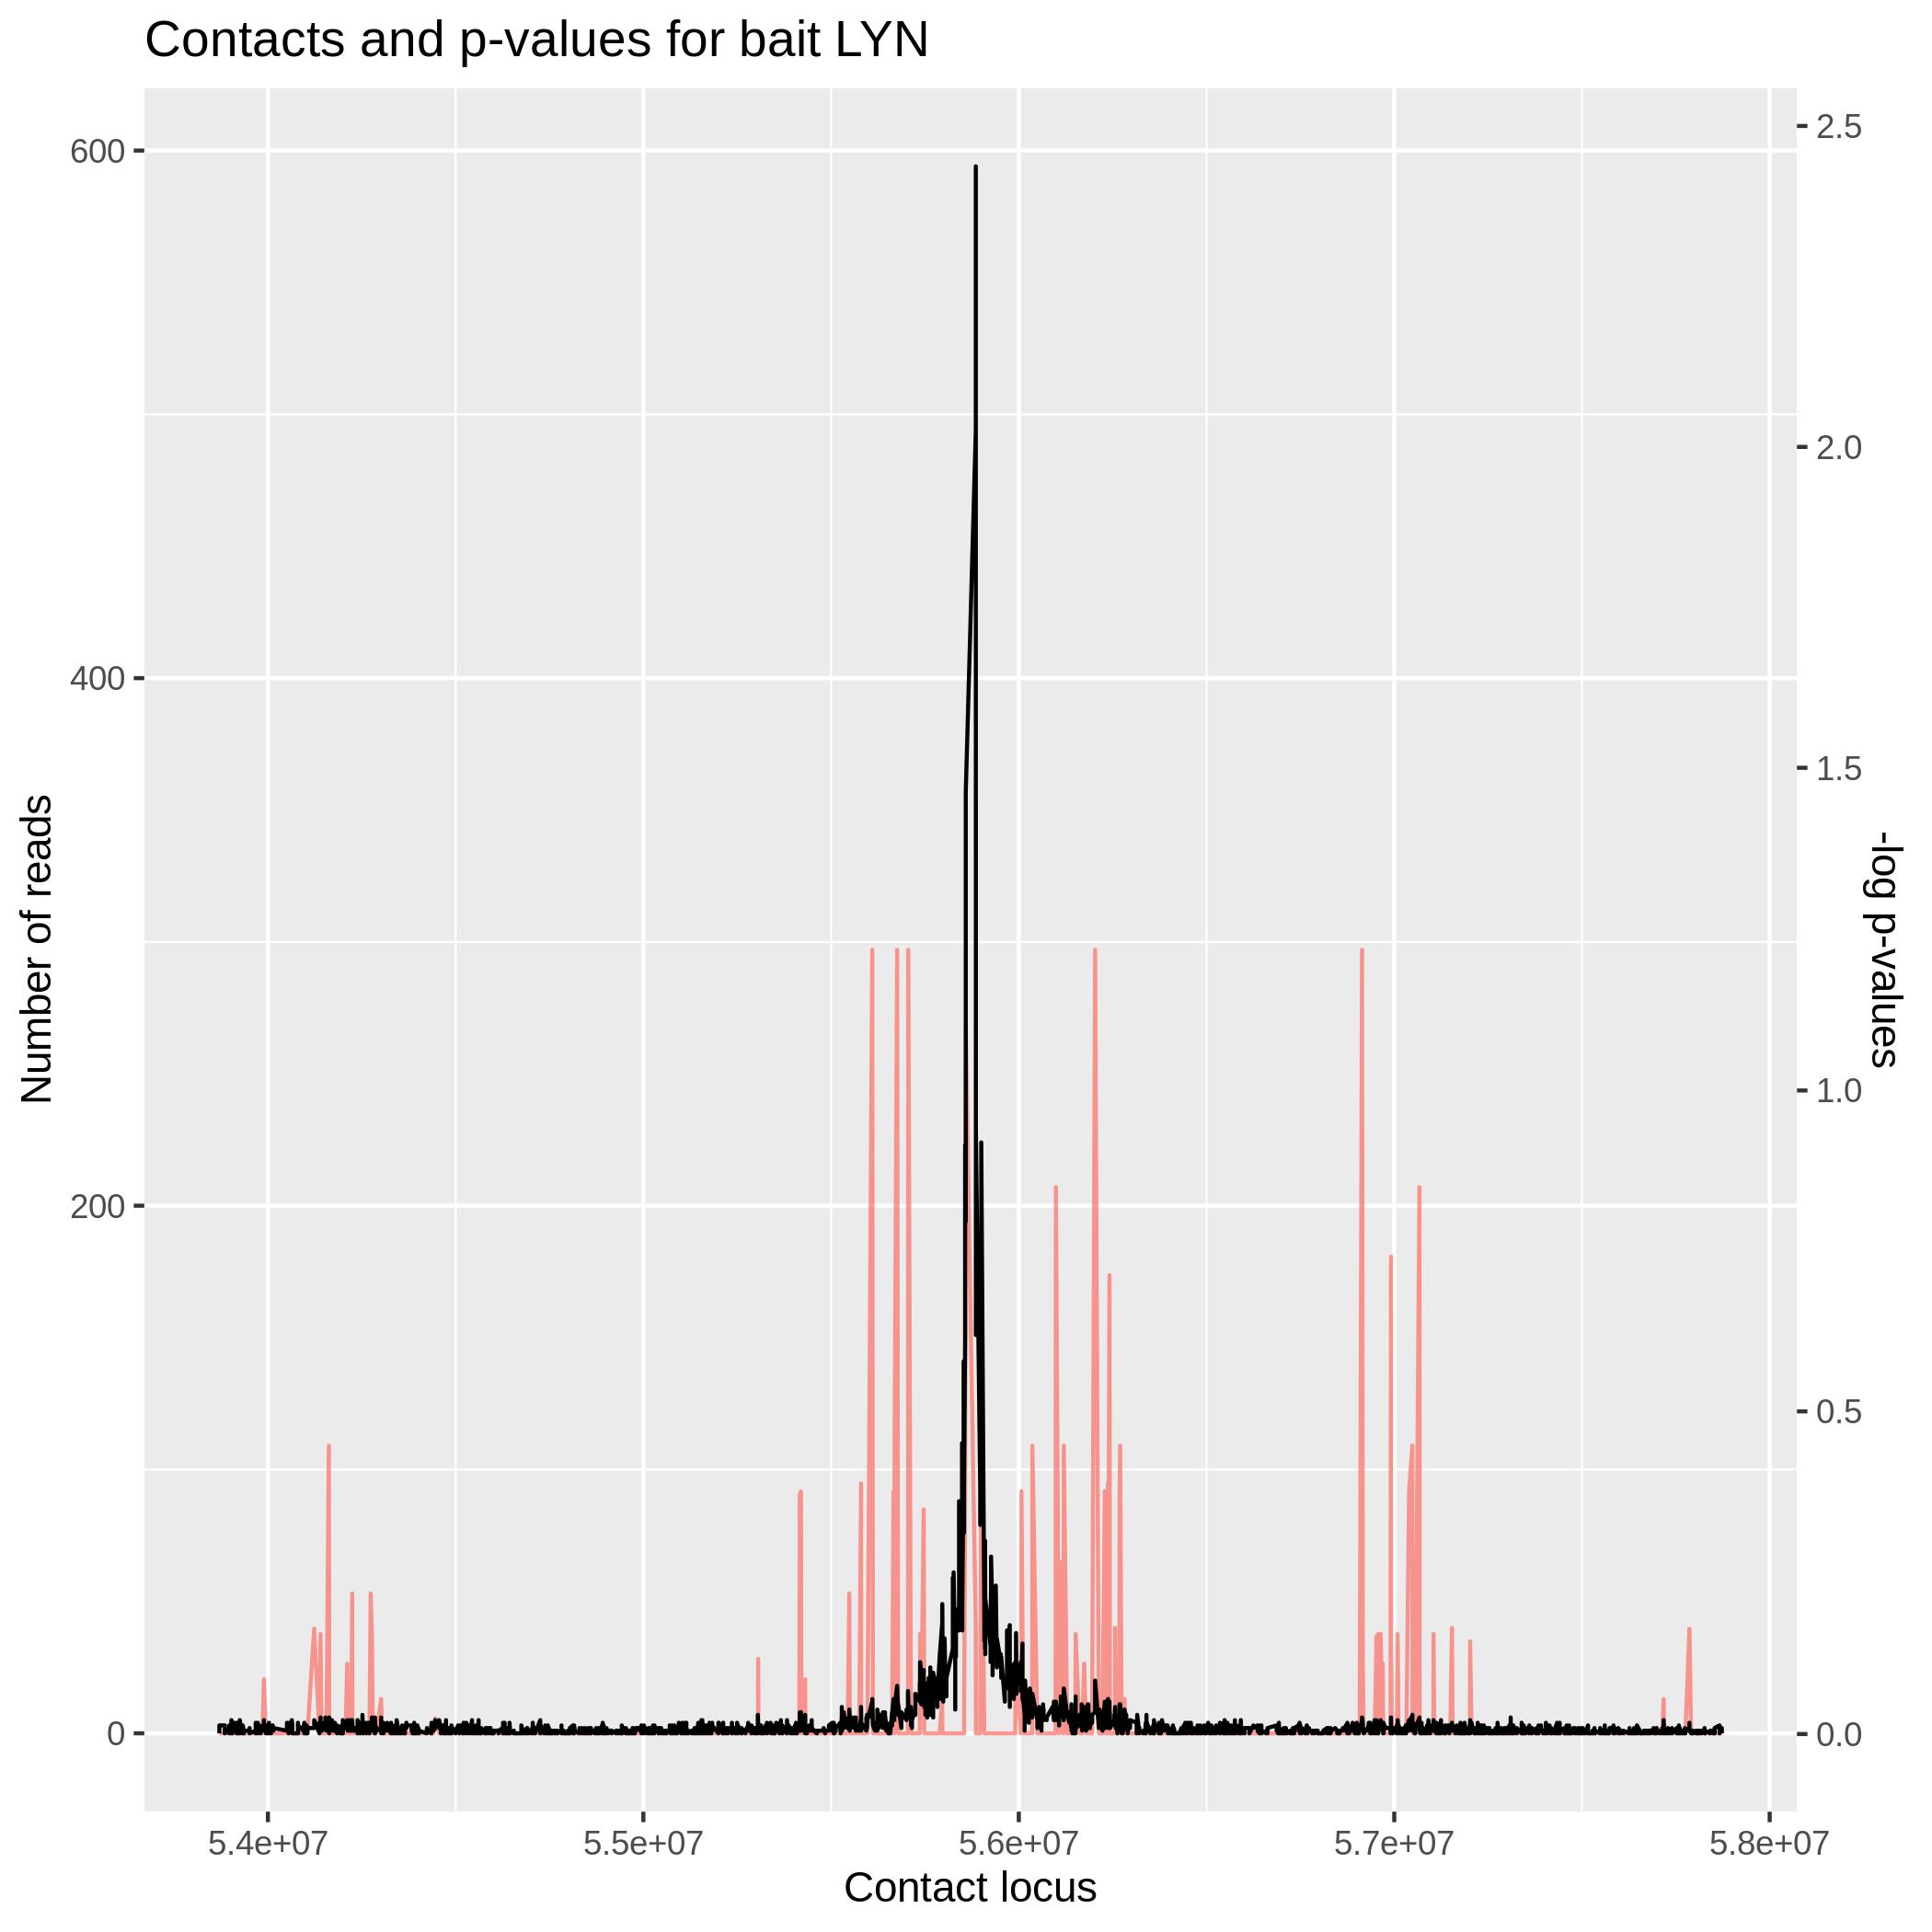 Contacts and p-values for bait LYN
600
400
200
0
Number of reads
2.5
2.0
1.5
1.0
0.5
0.0
-log p-values
5.4e+07 5.5e+07 5.6e+07 5.7e+07 5.8e+07
Contact locus